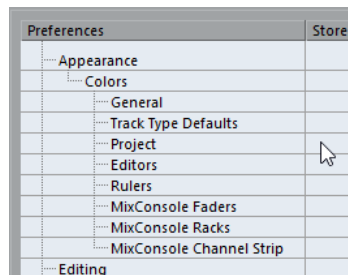 Preferences Store
Appearance
Colors
General
Track Type Defaults
Project
Editors
Rulers
MixConsole Faders
MixConsole Racks
MixConsole Channel Strip
Editing